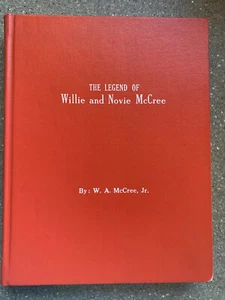 THE LEGEND OF
Willie and Novie McCree
By: W. A. McCree, Jr.